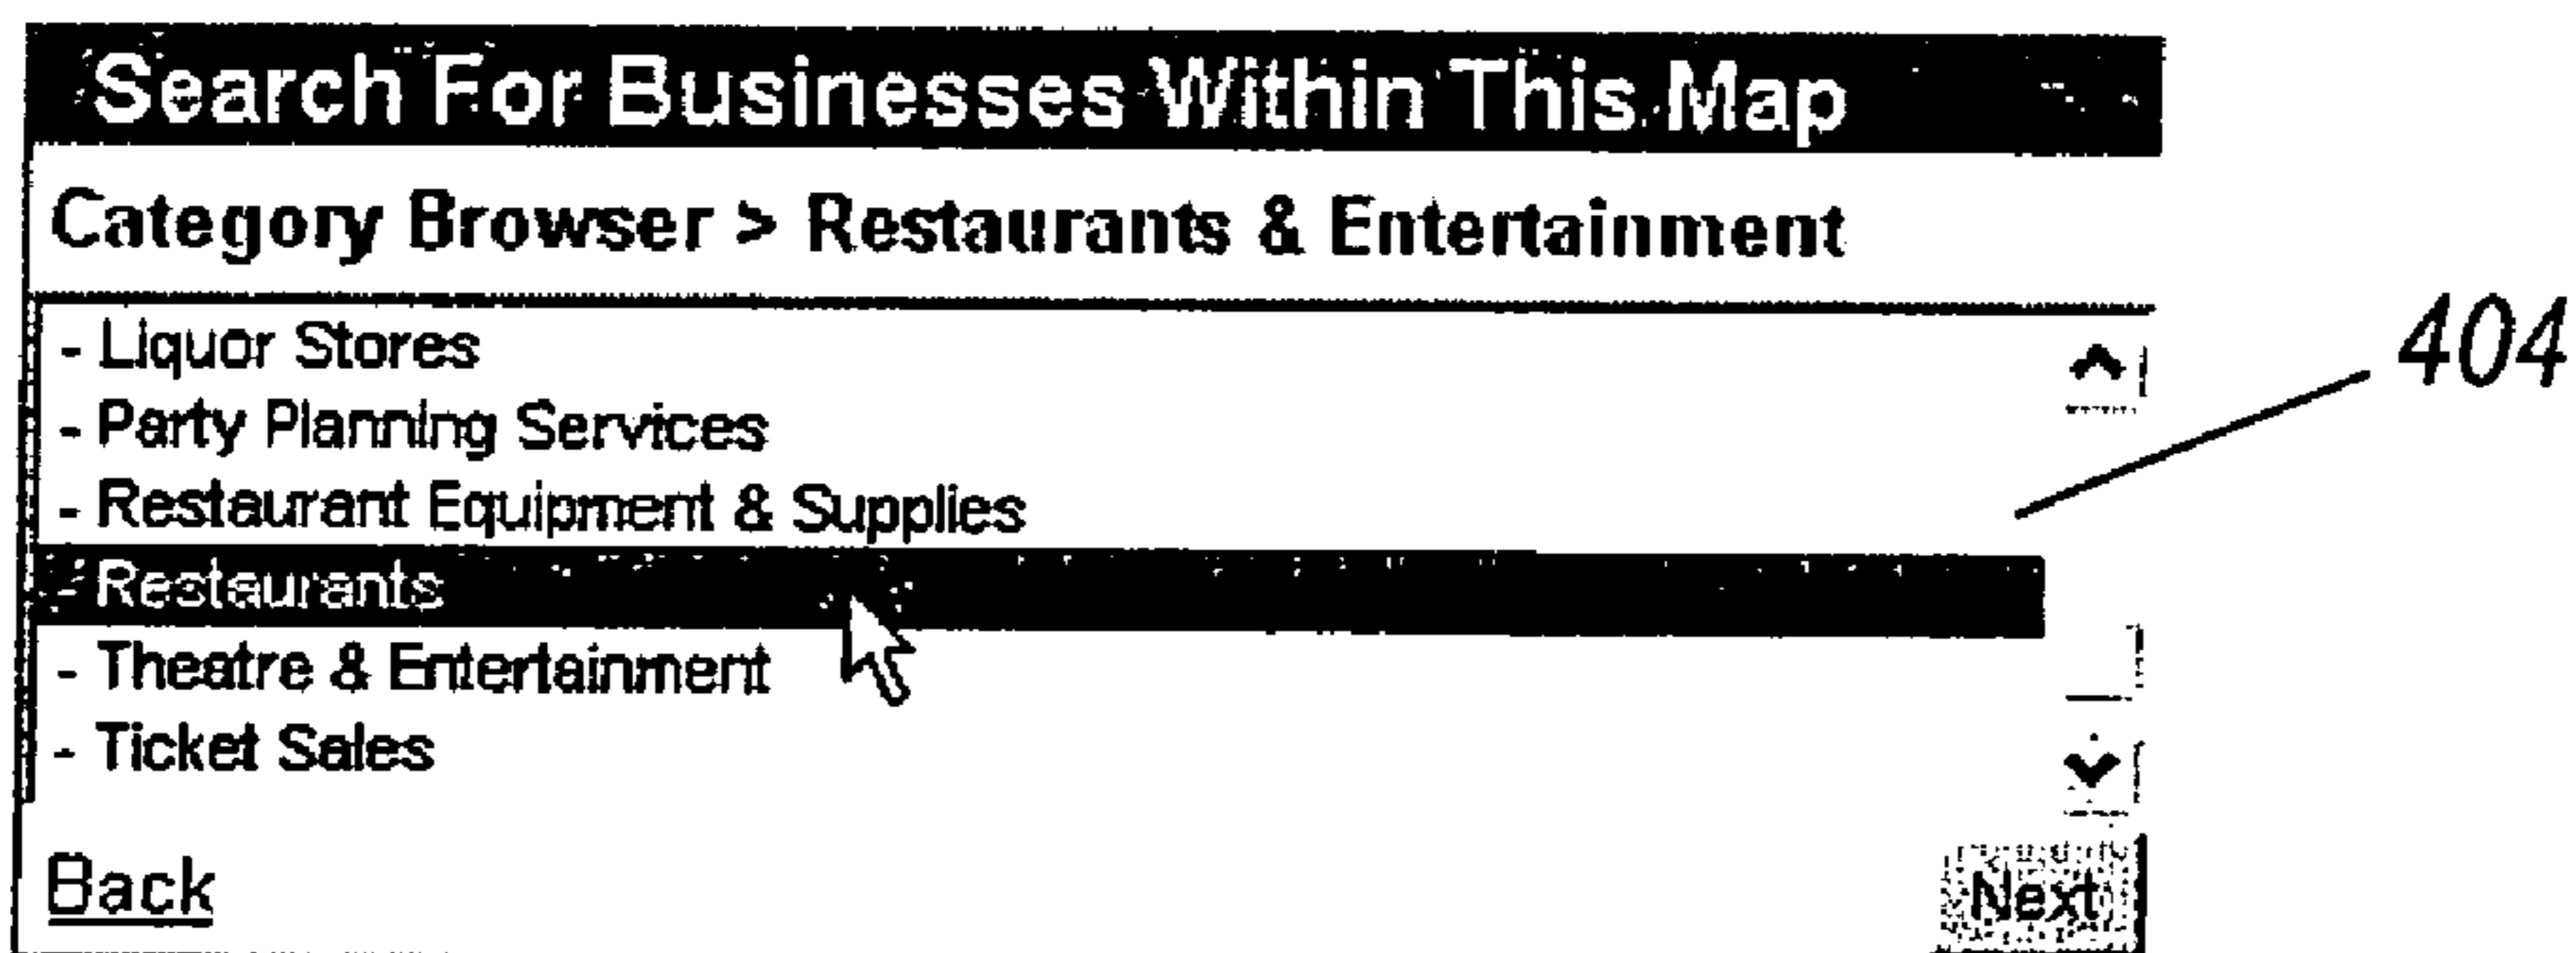 Search For Businesses Within This Map
Category Browser > Restaurants & Entertainment
- Liquor Stores
- Party Planning Services
- Restaurant Equipment & Supplies
- Restaurants
- Theatre & Entertainment
- Ticket Sales
Back
Next
404